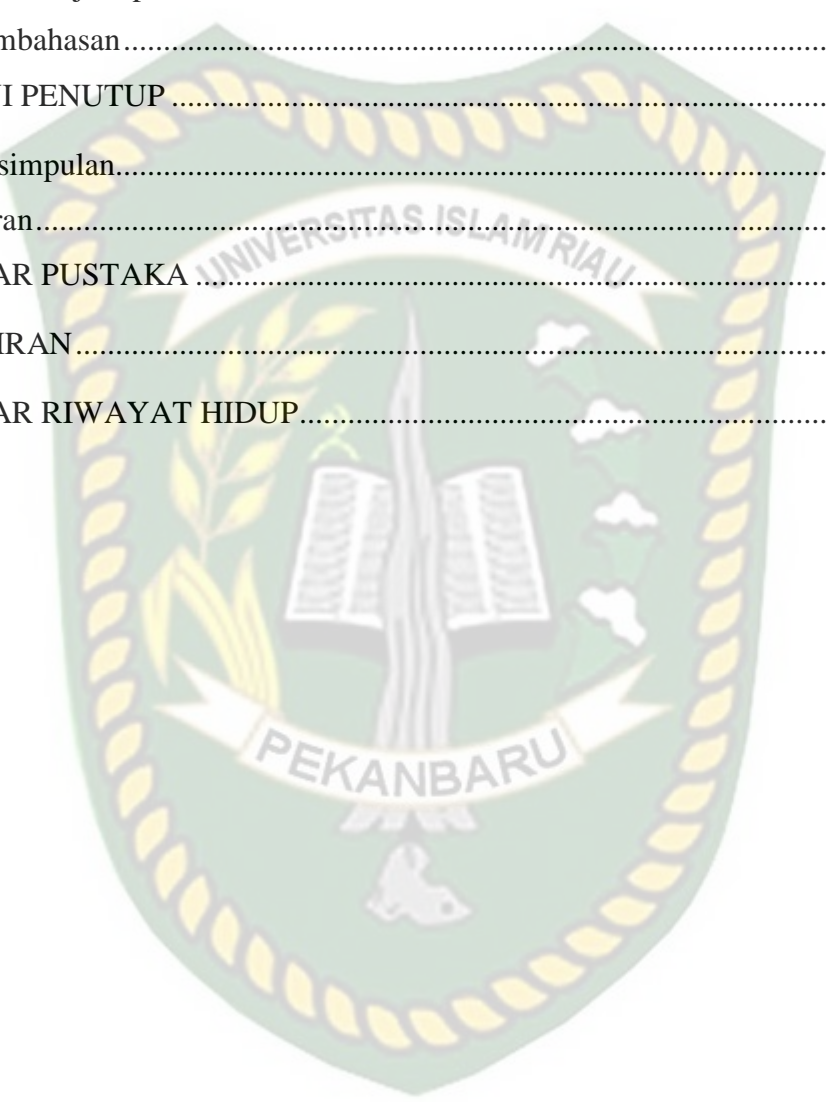 mbahasan
I PENUTUP
simpulan
ran
AR PUSTAKA
IRAN
AR RIWAYAT HIDUP
UNIVERSITAS ISLAM RIAU
PEKANBARU